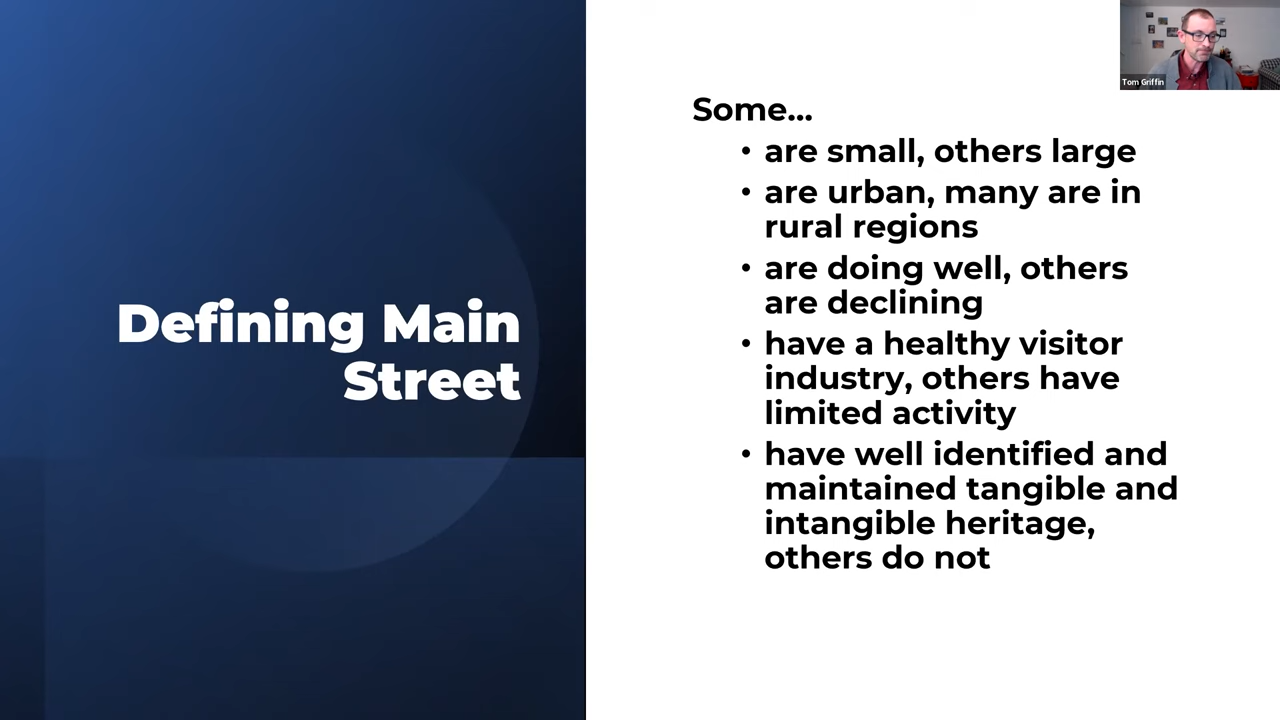 Tom Griffin
Defining Main
Street
Some...
• are small, others large
• are urban, many are in
rural regions
• are doing well, others
are declining
• have a healthy visitor
industry, others have
limited activity
• have well identified and
maintained tangible and
intangible heritage,
others do not